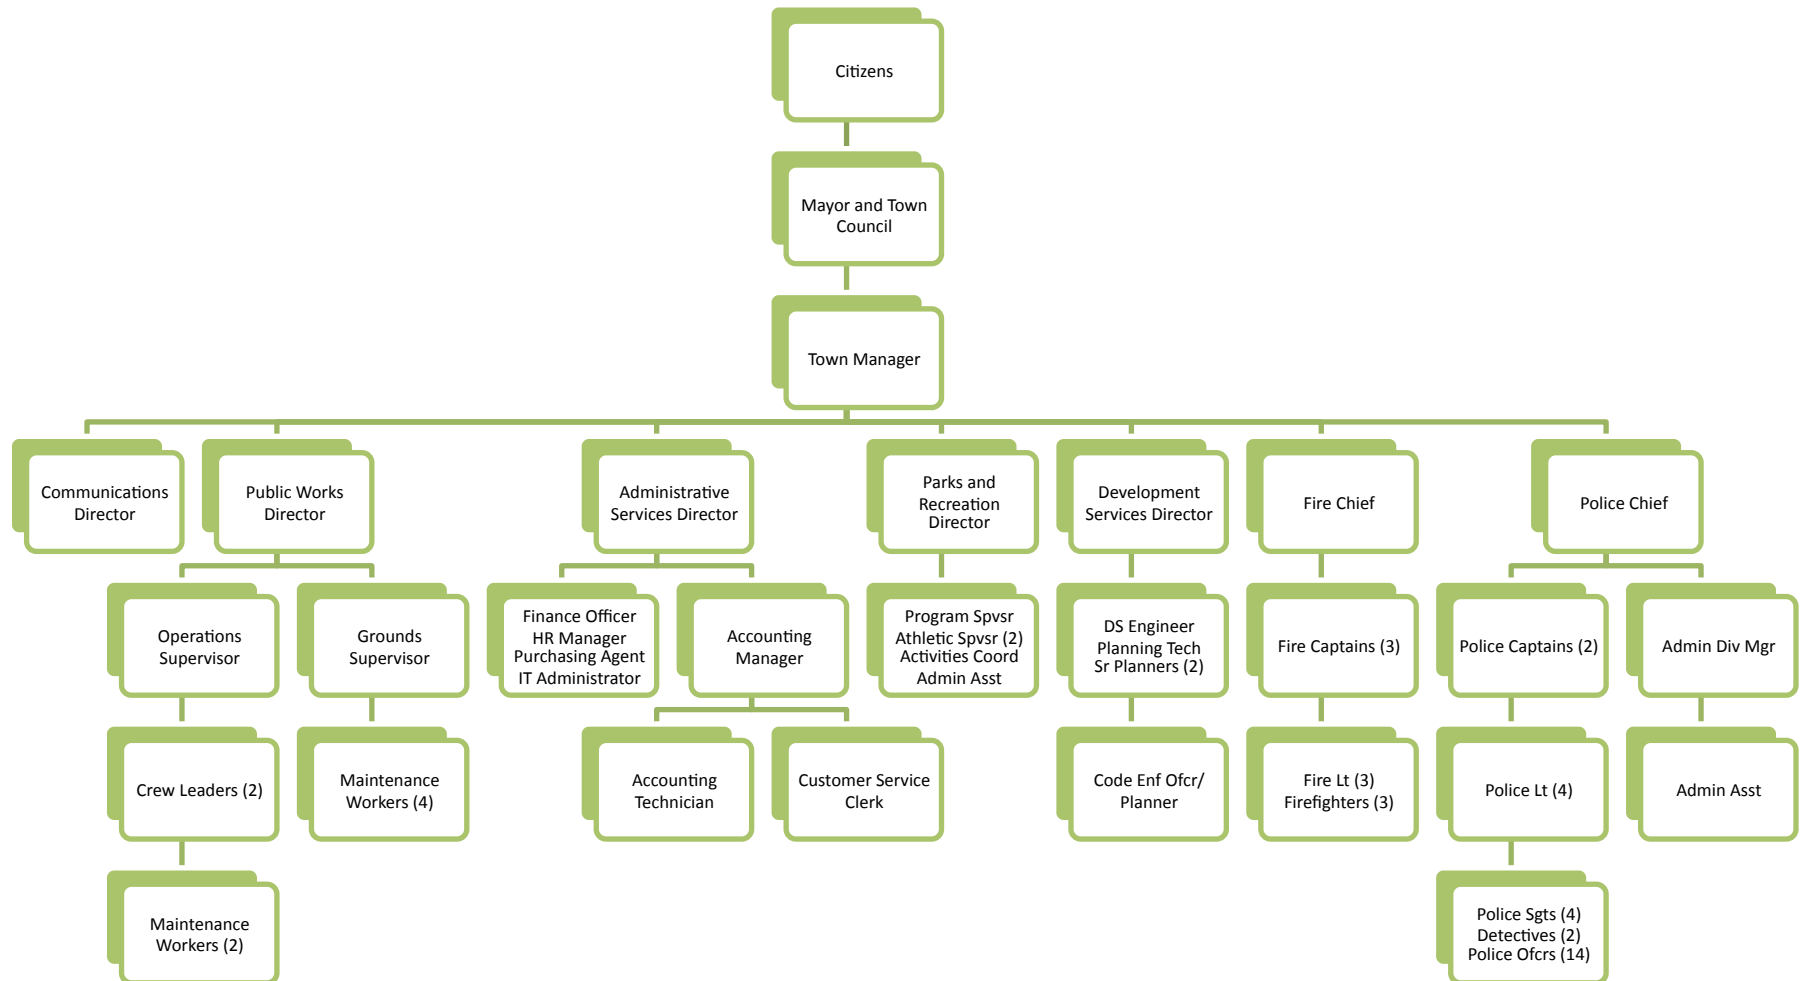 Citizens
Mayor and Town
Council
Town Manager
Communications
Director
Public Works
Director
Administrative
Services Director
Parks and
Recreation
Director
Development
Services Director
Fire Chief
Police Chief
Operations
Supervisor
Grounds
Supervisor
Finance Officer
HR Manager
Purchasing Agent
IT Administrator
Accounting
Manager
Program Spvsr
Athletic Spvsr (2)
Activities Coord
Admin Asst
DS Engineer
Planning Tech
Sr Planners (2)
Fire Captains (3)
Police Captains (2)
Admin Div Mgr
Crew Leaders (2)
Maintenance
Workers (4)
Accounting
Technician
Customer Service
Clerk
Code Enf Ofcr/
Planner
Fire Lt (3)
Firefighters (3)
Police Lt (4)
Admin Asst
Maintenance
Workers (2)
Police Sgts (4)
Detectives (2)
Police Ofcrs (14)